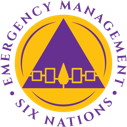 EMERGENCY MANAGEMENT
• SIX NATIONS •